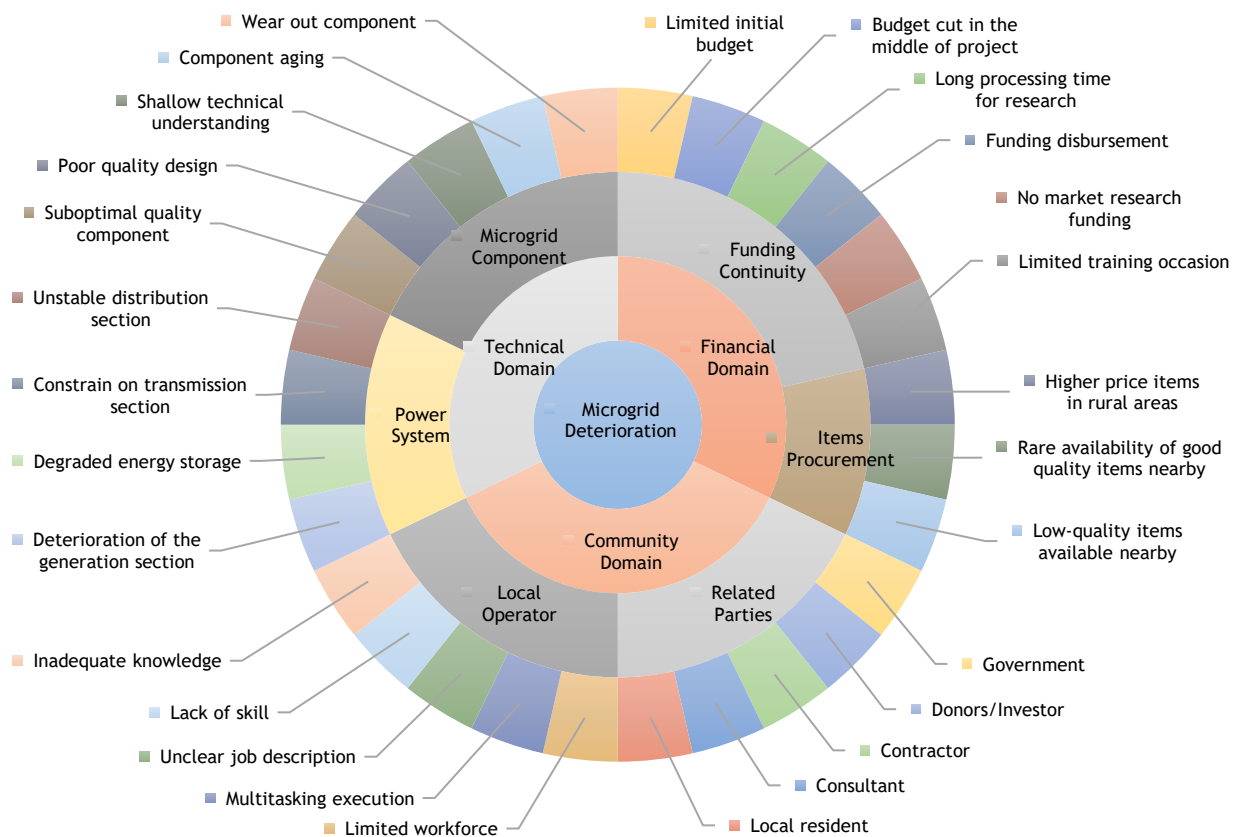 Wear out component
Limited initial
budget
Budget cut in the
middle of project
Component aging
Long processing time
for research
Shallow technical
understanding
Funding disbursement
Poor quality design
No market research
funding
Suboptimal quality
component
Microgrid
Component
Funding
Continuity
Limited training occasion
Unstable distribution
section
Technical
Domain
Financial
Domain
Constrain on transmission
section
Higher price items
in rural areas
Power
System
Microgrid
Deterioration
Items
Procurement
Degraded energy storage
Rare availability of good
quality items nearby
Deterioration of the
generation section
Community
Domain
Low-quality items
available nearby
Local
Operator
Related
Parties
Inadequate knowledge
Government
Lack of skill
Donors/Investor
Unclear job description
Contractor
Multitasking execution
Consultant
Limited workforce
Local resident